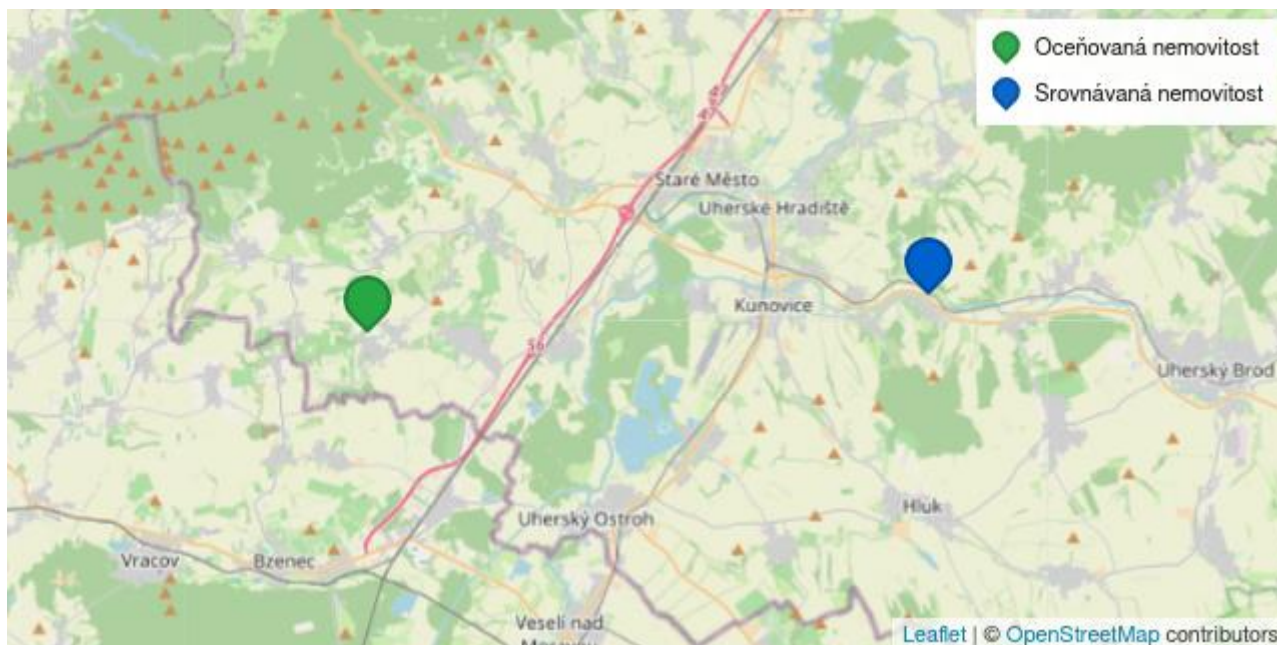 Oceňovaná nemovitost
Srovnávaná nemovitost
Staré Město
Uherské Hradiště
Kunovice
55
Uherský Brod
Hluk
Uherský Ostroh
Vracov
Bzenec
Veselí nad
Leaflet | © OpenStreetMap contributors